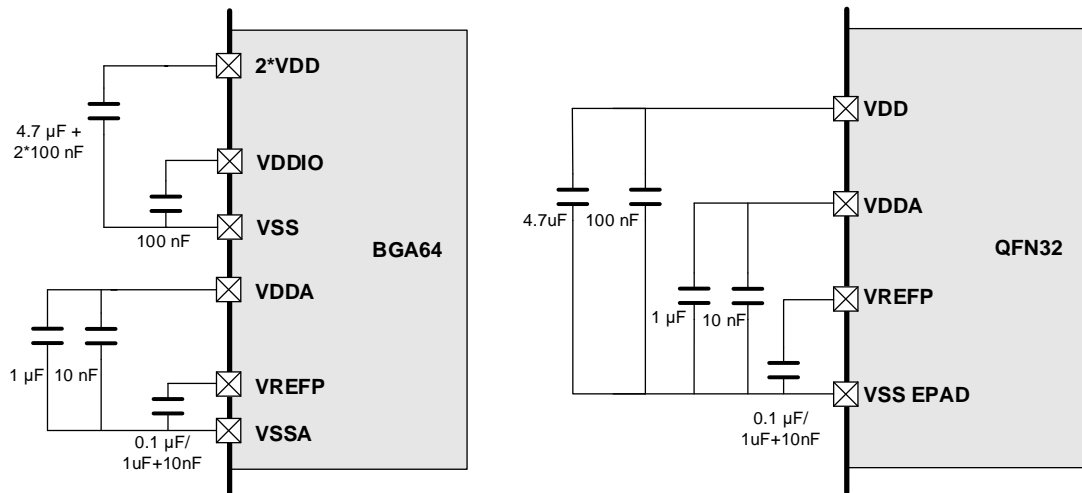 2*VDD
4.7 µF +
2*100 nF
VDDIO
100 nF
VSS
BGA64
VDDA
1 µF
10 nF
VREFP
0.1 µF/
1uF+10nF
VSSA
VDD
4.7uF
100 nF
VDDA
QFN32
1 µF
10 nF
VREFP
VSS EPAD
0.1 µF/
1uF+10nF